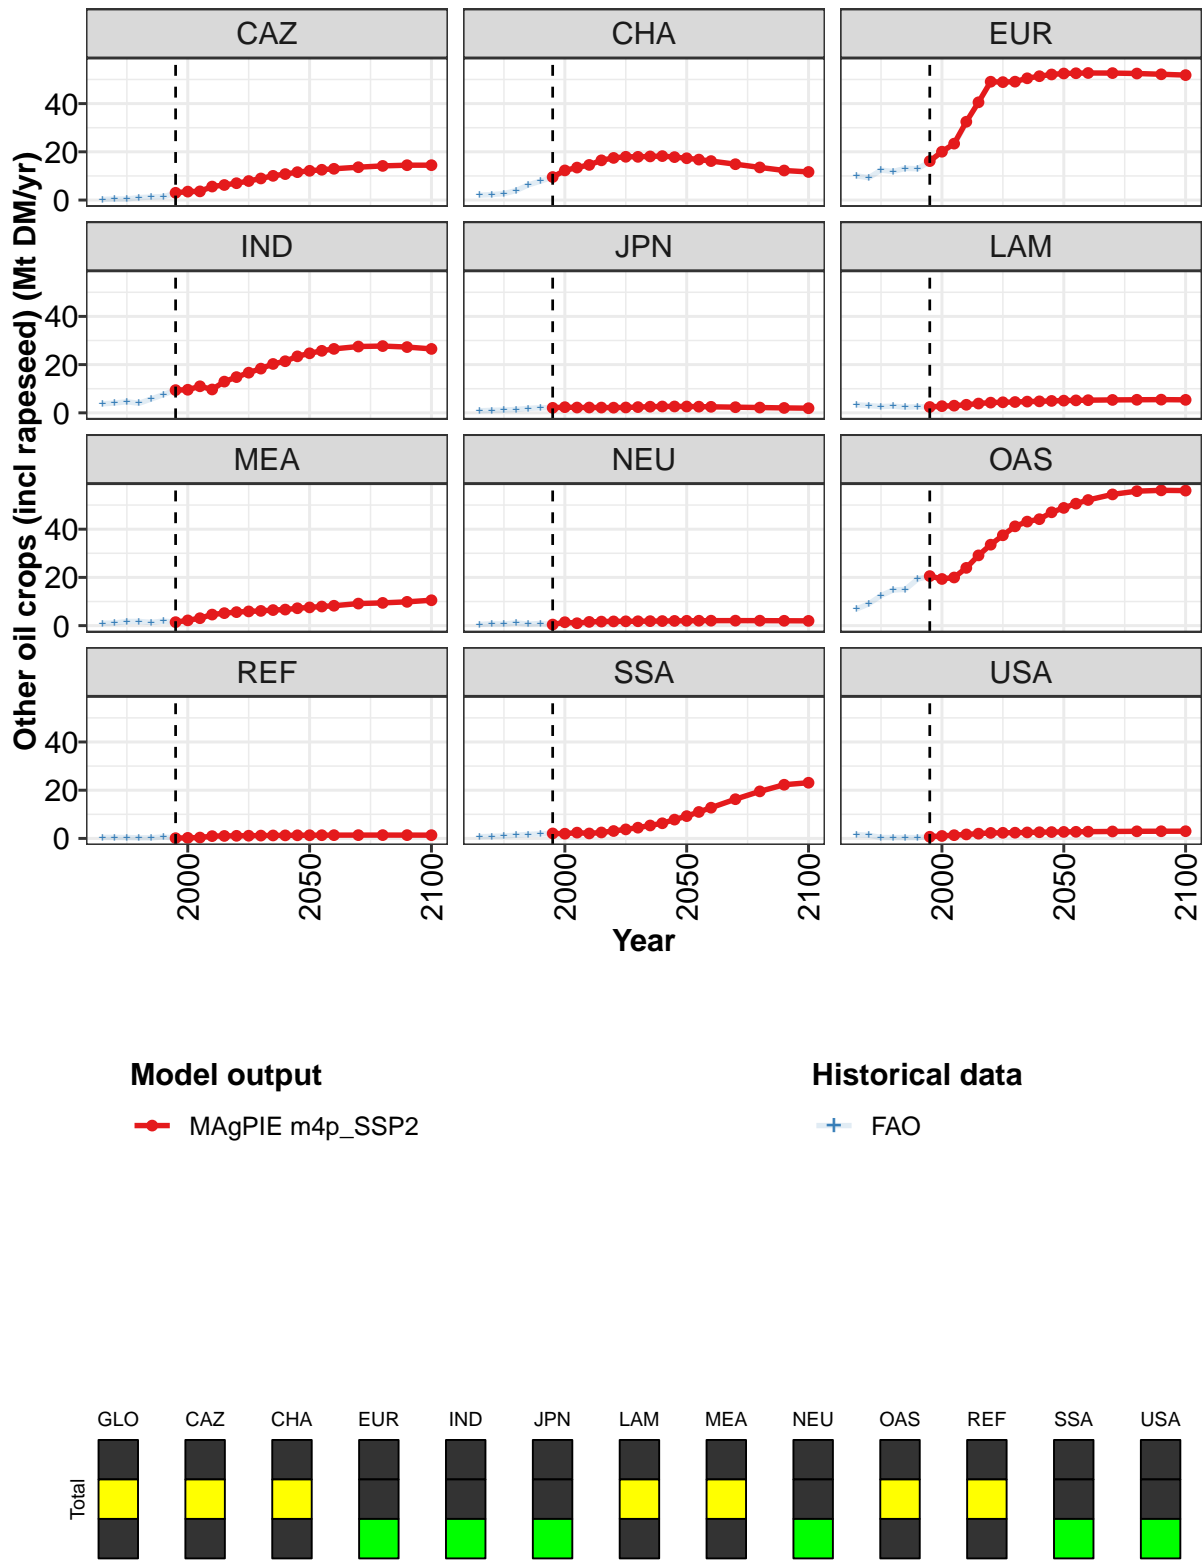 CAZ CHA EUR
40
20
0
IND JPN LAM
40
20
0
MEA NEU OAS
40
20
0
REF SSA USA
40
20
0
2000 2050 2100 2000 2050 2100 2000 2050 2100
Year
Other oil crops (incl rapeseed) (Mt DM/yr)
Model output
MAgPIE m4p_SSP2
Historical data
FAO
GLO CAZ CHA EUR IND JPN LAM MEA NEU OAS REF SSA USA
Total